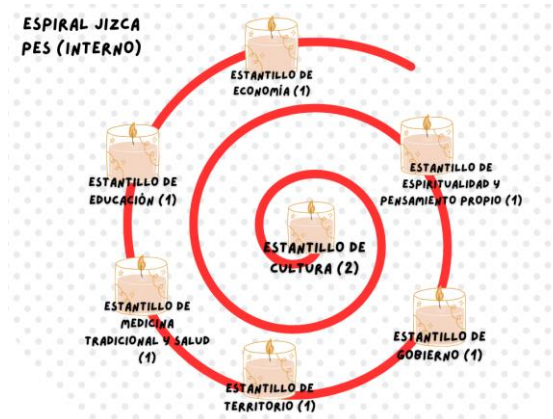 ESPIRAL JIZCA
PES (INTERNO)
ESTANTILLO DE
ECONOMÍA (1)
ESTANTILLO DE
ESPIRITUALIDAD Y
PENSAMIENTO PROPIO (1)
ESTANTILLO DE
EDUCACIÓN (1)
ESTANTILLO DE
CULTURA (2)
ESTANTILLO DE
MEDICINA
TRADICIONAL Y SALUD
(1)
ESTANTILLO DE
GOBIERNO (1)
ESTANTILLO DE
TERRITORIO (1)